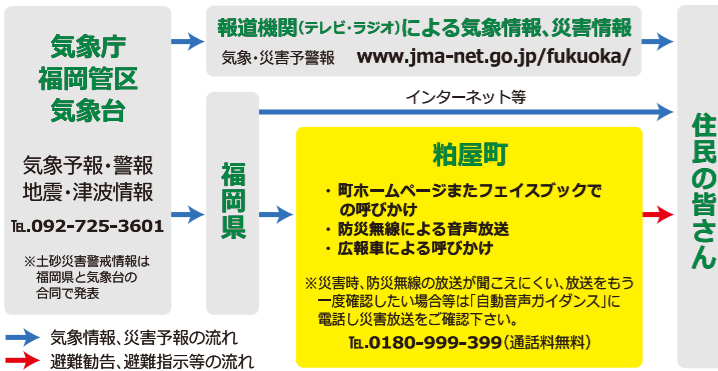 気象庁
福岡管区
気象台
気象予報・警報
地震・津波情報
℡.092-725-3601
※土砂災害警戒情報は
福岡県と気象台の
合同で発表
報道機関(テレビ・ラジオ)による気象情報、災害情報
気象・災害予警報 www.jma-net.go.jp/fukuoka/
インターネット等
福岡県
粕屋町
・町ホームページまたフェイスブックで
の呼びかけ
・防災無線による音声放送
・広報車による呼びかけ
※災害時、防災無線の放送が聞こえにくい、放送をもう
一度確認したい場合等は「自動音声ガイダンス」に
電話し災害放送をご確認下さい。
℡.0180-999-399(通話料無料)
住民の皆さん
気象情報、災害予報の流れ
避難勧告、避難指示等の流れ